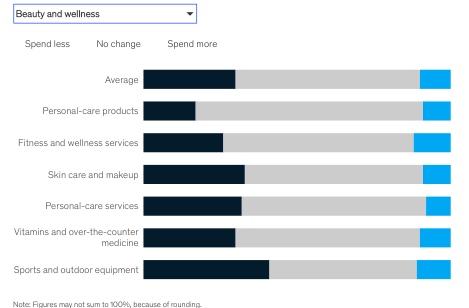 Beauty and wellness
Spend less No change Spend more
Average
Personal-care products
Fitness and wellness services
Skin care and makeup
Personal-care services
Vitamins and over-the-counter
medicine
Sports and outdoor equipment
Note: Figures may not sum to 100%, because of rounding.